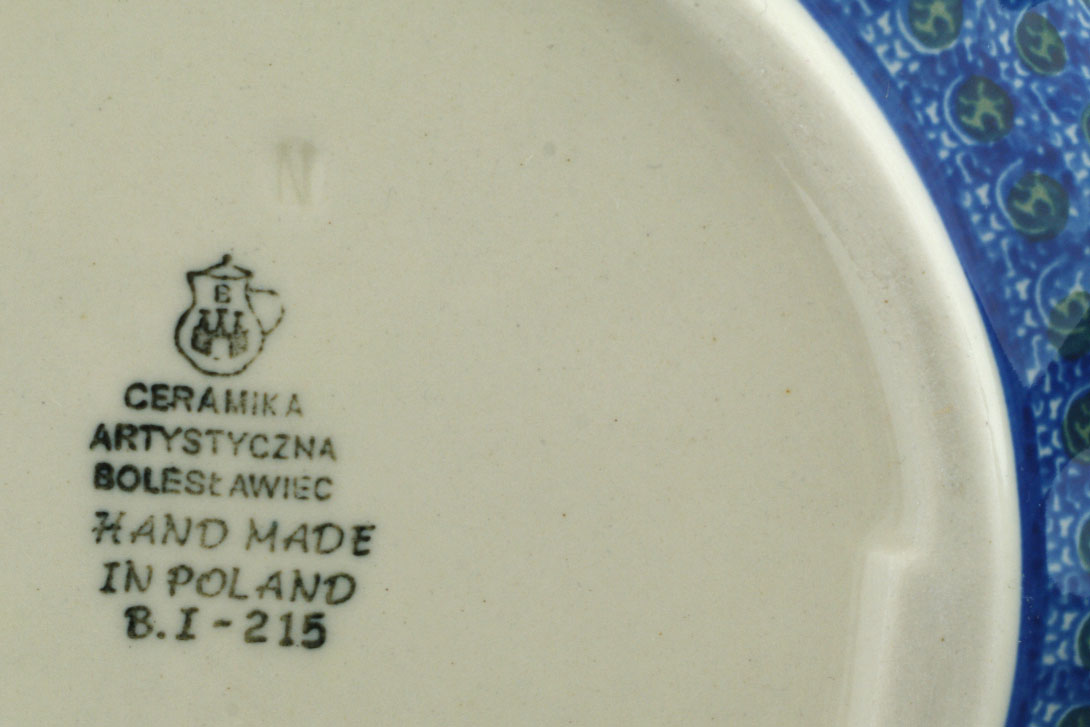 N
B
CERAMIKA
ARTYSTYCZNA
BOLESŁAWIEC
HAND MADE
IN POLAND
B.I-215